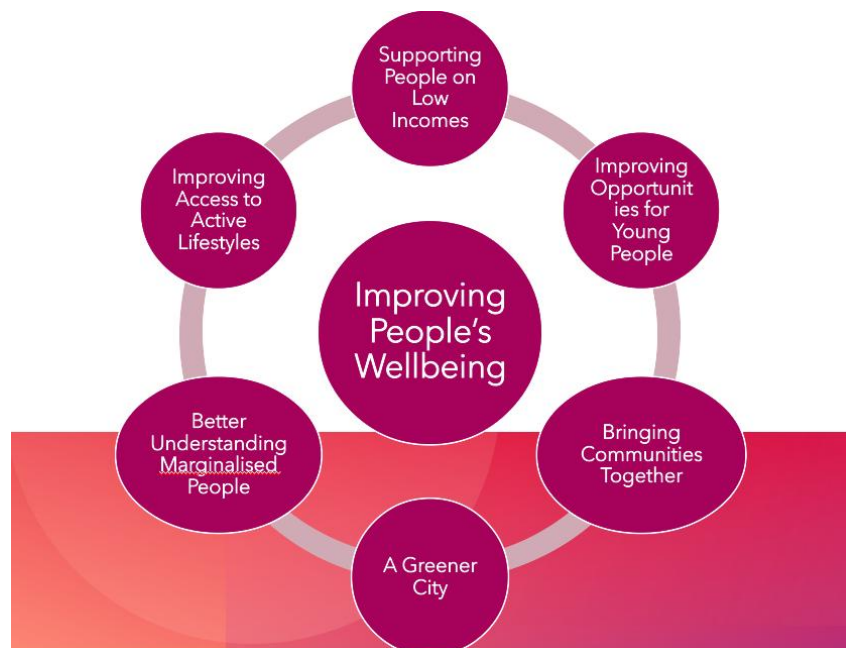 Supporting
People on
Low
Incomes
Improving
Opportunit
ies for
Young
People
Bringing
Communities
Together
A Greener
City
Better
Understanding
Marginalised
People
Improving
Access to
Active
Lifestyles
Improving
People's
Wellbeing